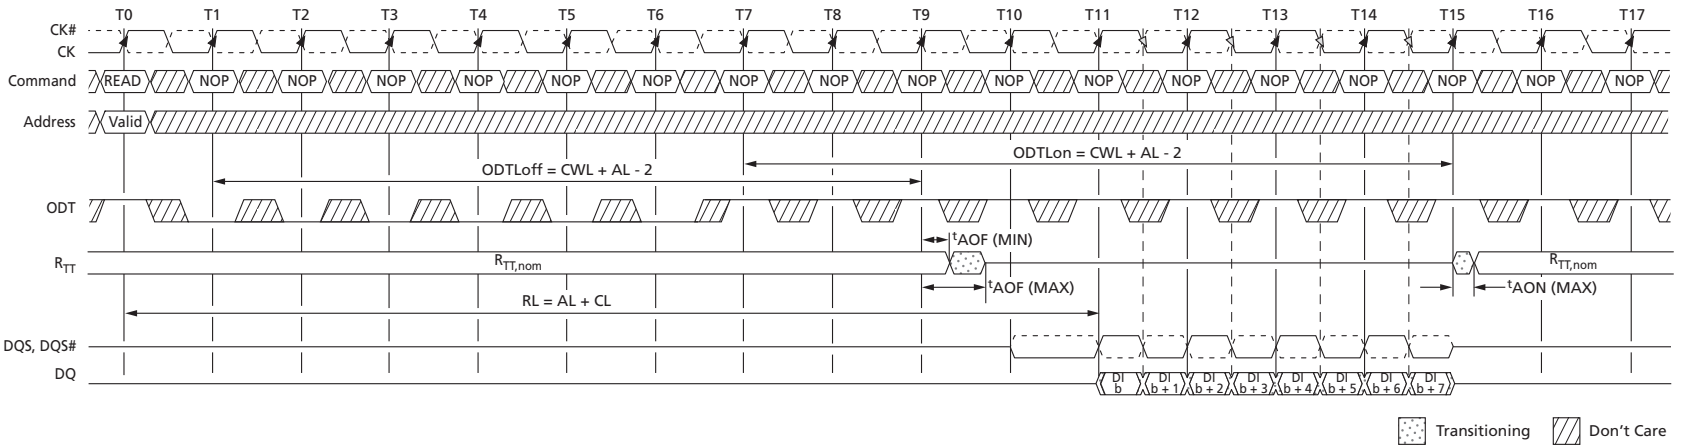 T0 T1 T2 T3 T4 T5 T6 T7 T8 T9 T10 T11 T12 T13 T14 T15 T16 T17
CK#
CK
Command READ NOP NOP NOP NOP NOP NOP NOP NOP NOP NOP NOP NOP NOP NOP NOP NOP NOP
Address Valid
ODTLon = CWL + AL - 2
ODTLoff = CWL + AL - 2
ODT
tAOF (MIN)
RTT RTT,nom RTT,nom
tAOF (MAX) tAON (MAX)
RL = AL + CL
DQS, DQS#
DQ
DI b DI b + 1 DI b + 2 DI b + 3 DI b + 4 DI b + 5 DI b + 6 DI b + 7
Transitioning Don't Care